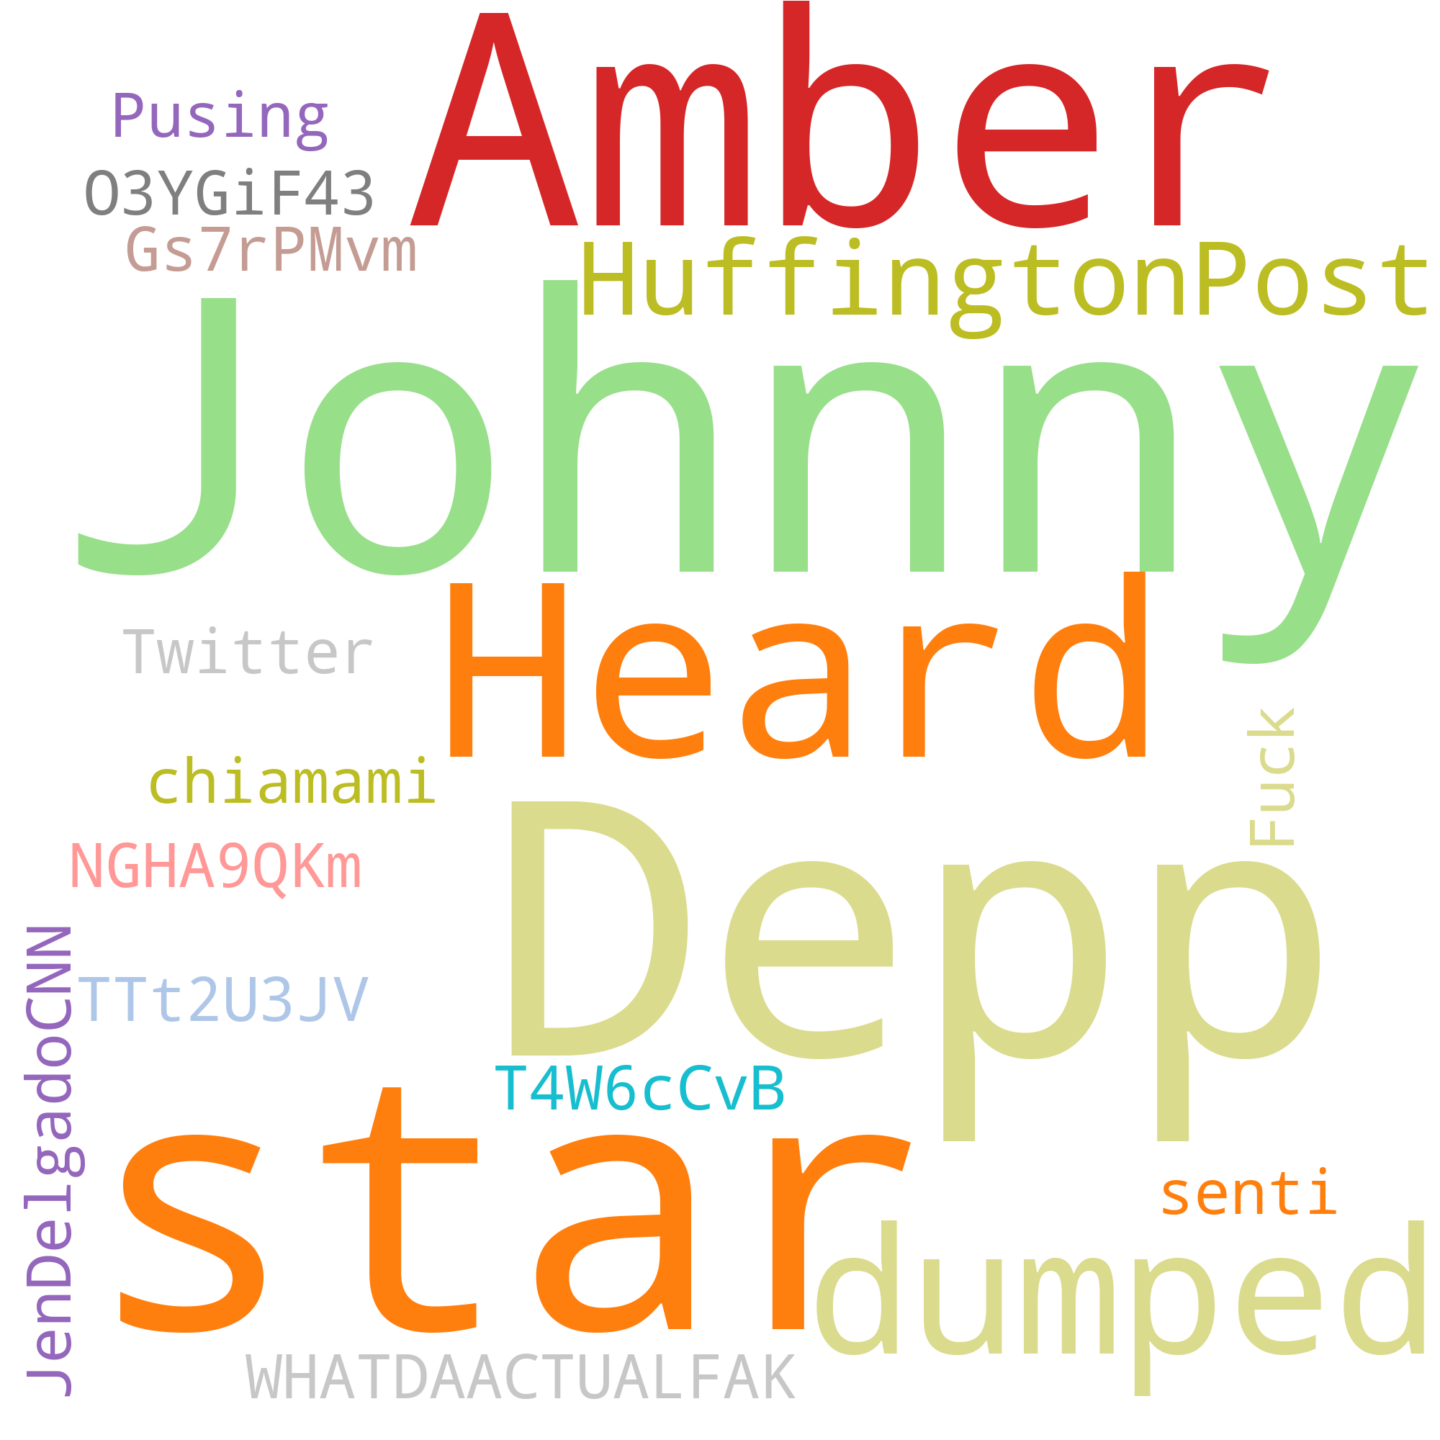 Amber
Pusing
O3YGiF43
Gs7rPMvm
HuffingtonPost
Johnny
Heard
Twitter
Fuck
chiamami
Depp
NGHA9QKm
JenDelgadoCNN
TTt2U3JV
T4W6cCvB
star
senti
dumped
WHATDAACTUALFAK